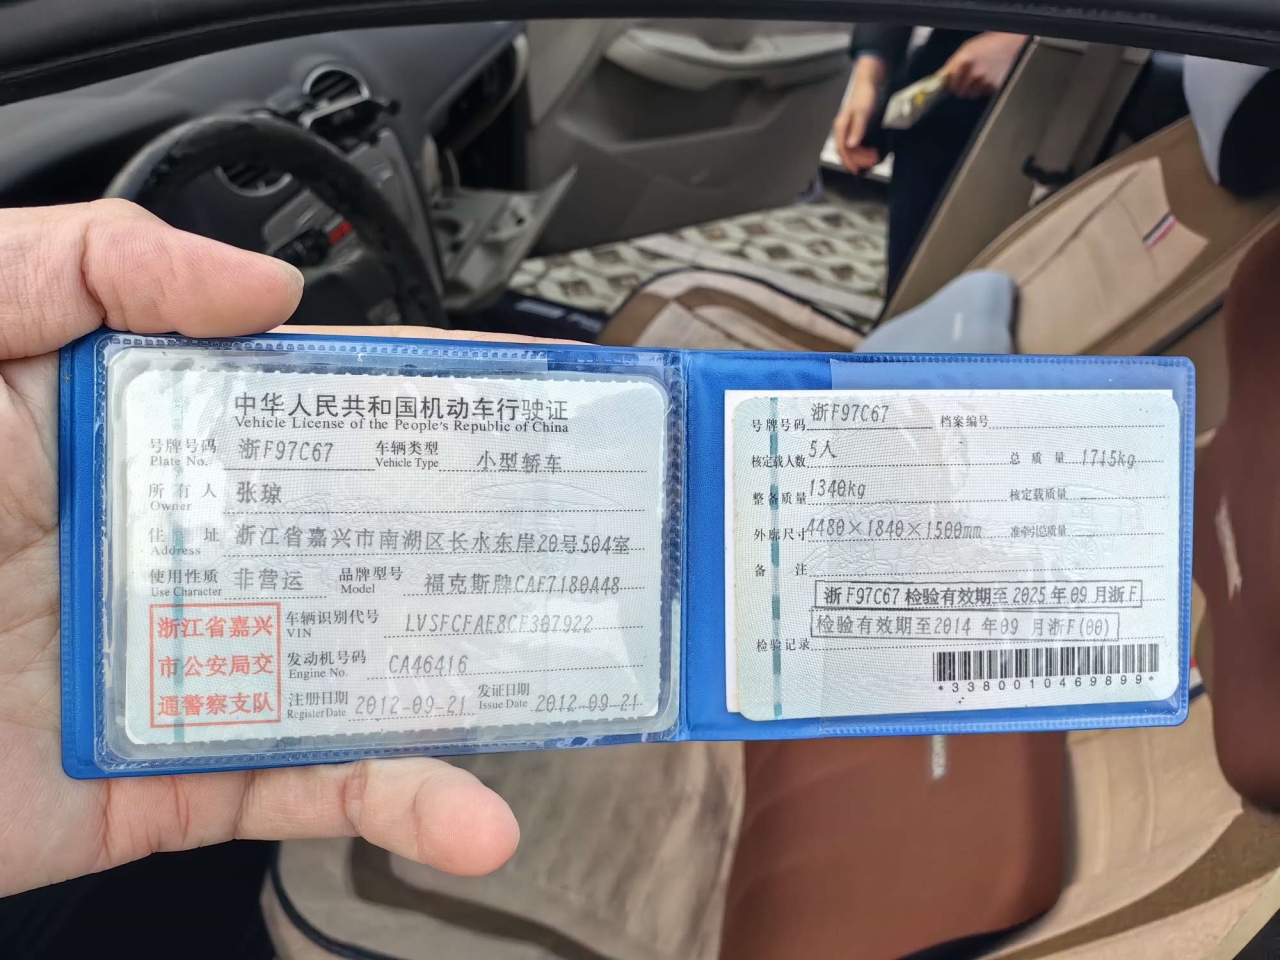 中华人民共和国机动车行驶证
Vehicle License of the People's Republic of China
号牌号码 浙F97C67 车辆类型 小型轿车
Plate No. Vehicle Type
所有人 张琼
Owner
住 址 浙江省嘉兴市南湖区长水东岸20号504室
Address
使用性质 非营运 品牌型号 福克斯牌CAF7180A48
Use Character Model
浙江省嘉兴
市公安局交
通警察支队
车辆识别代号 LVSFCFAE8CF307922
VIN
发动机号码 CA46416
Engine No.
注册日期 2012-09-21 发证日期 2012-09-21
Register Date Issue Date
号牌号码 浙F97C67 档案编号
核定载人数 5人 总质量 1715kg
整备质量 1340kg 核定载质量
外廓尺寸 4480×1840×1500mm 准牵引总质量
备 注
浙F97C67 检验有效期至 2025 年 09 月浙F
检验有效期至2014 年09 月浙F(00)
检验记录
*3380010469899*